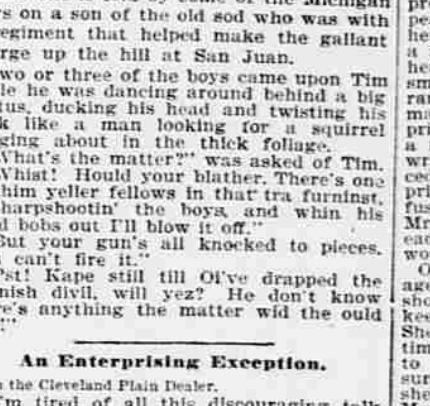 s on a son of the old sod who was with
egiment that helped make the gallant
rge up the hill at San Juan.
wo or three of the boys came upon Tim
le he was dancing around behind a big
tus, ducking his head and twisting his
k like a man looking for a squirrel
ging about in the thick foliage.
What's the matter?" was asked of Tim.
Whist! Hould your blather. There's one
him yeller fellows in that tra furninst,
harpshootin' the boys, and whin his
d bobs out I'll blow it off."
But your gun's all knocked to pieces.
can't fire it."
Pst! Kape still till Oi've drapped the
nish divil, will yez? He don't know
re's anything the matter wid the ould
!"
An Enterprising Exception.
the Cleveland Plain Dealer.
'm tired of all this discouraging talk